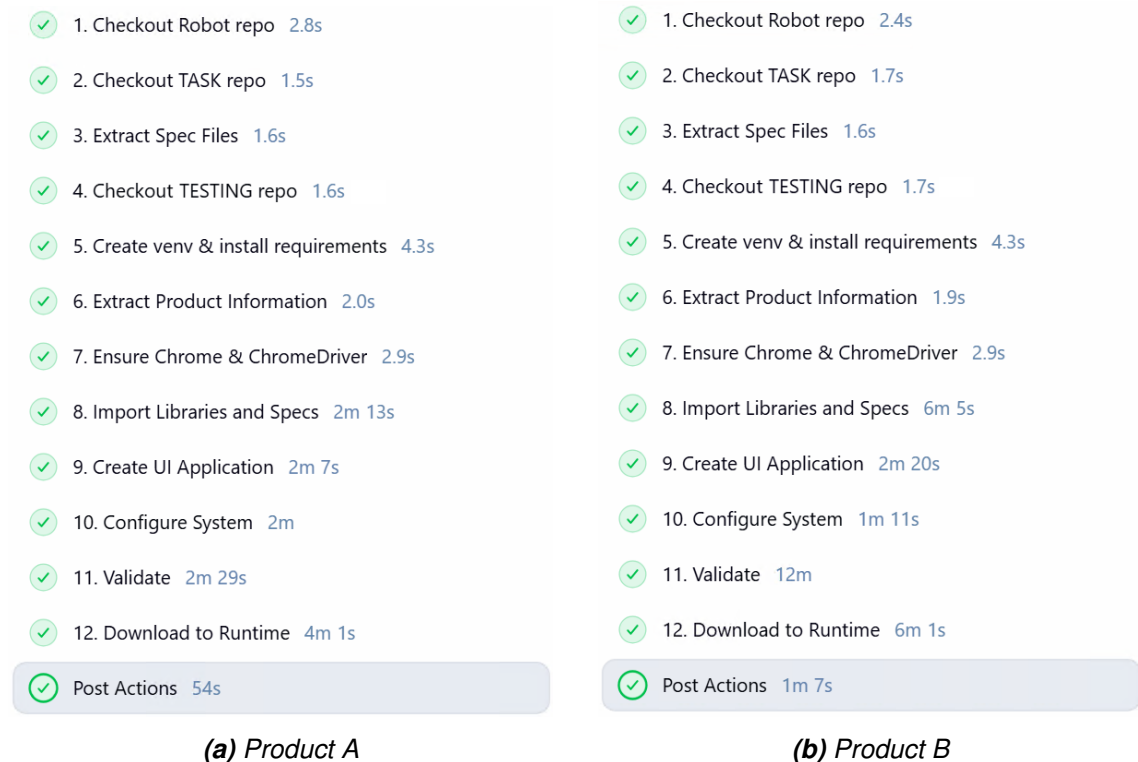 1. Checkout Robot repo 2.8s
2. Checkout TASK repo 1.5s
3. Extract Spec Files 1.6s
4. Checkout TESTING repo 1.6s
5. Create venv & install requirements 4.3s
6. Extract Product Information 2.0s
7. Ensure Chrome & ChromeDriver 2.9s
8. Import Libraries and Specs 2m 13s
9. Create UI Application 2m 7s
10. Configure System 2m
11. Validate 2m 29s
12. Download to Runtime 4m 1s
Post Actions 54s
(a) Product A
1. Checkout Robot repo 2.4s
2. Checkout TASK repo 1.7s
3. Extract Spec Files 1.6s
4. Checkout TESTING repo 1.7s
5. Create venv & install requirements 4.3s
6. Extract Product Information 1.9s
7. Ensure Chrome & ChromeDriver 2.9s
8. Import Libraries and Specs 6m 5s
9. Create UI Application 2m 20s
10. Configure System 1m 11s
11. Validate 12m
12. Download to Runtime 6m 1s
Post Actions 1m 7s
(b) Product B